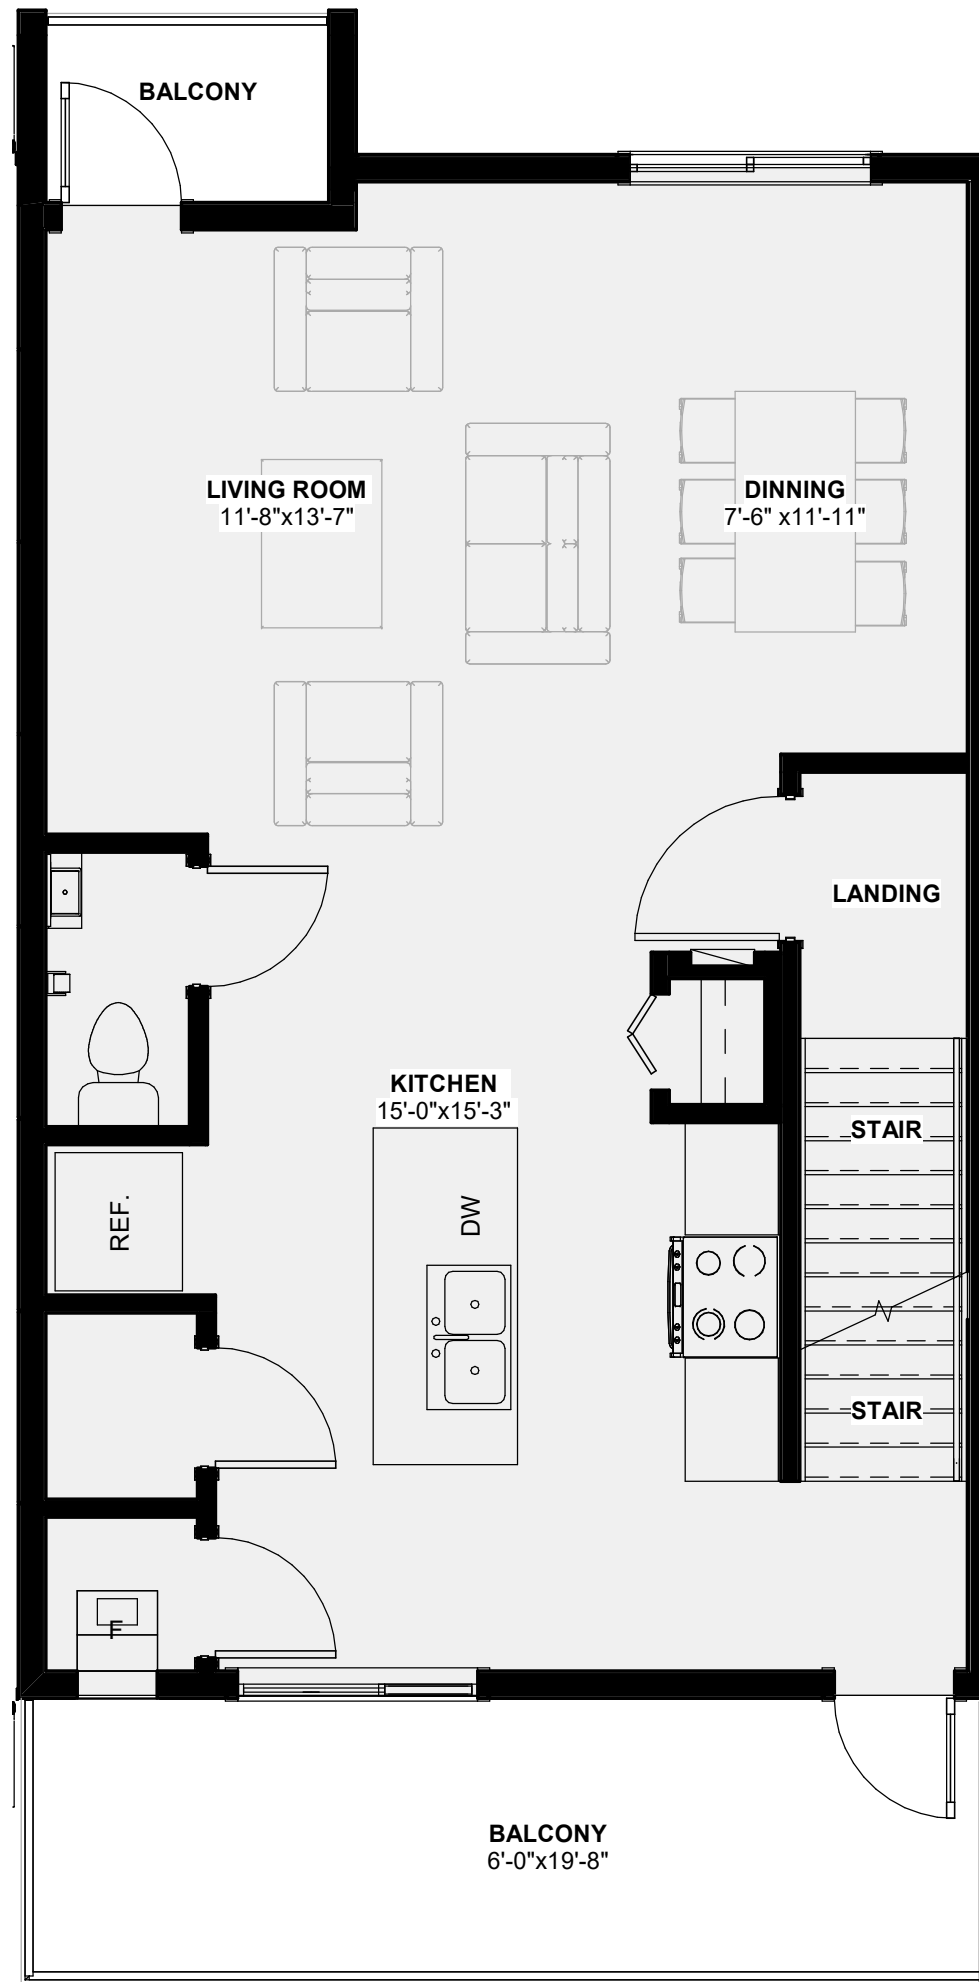 BALCONY
LIVING ROOM
11'-8"x13'-7"
DINNING
7'-6" x11'-11"
LANDING
KITCHEN
15'-0"x15'-3"
STAIR
REF.
DW
STAIR
F
BALCONY
6'-0"x19'-8"